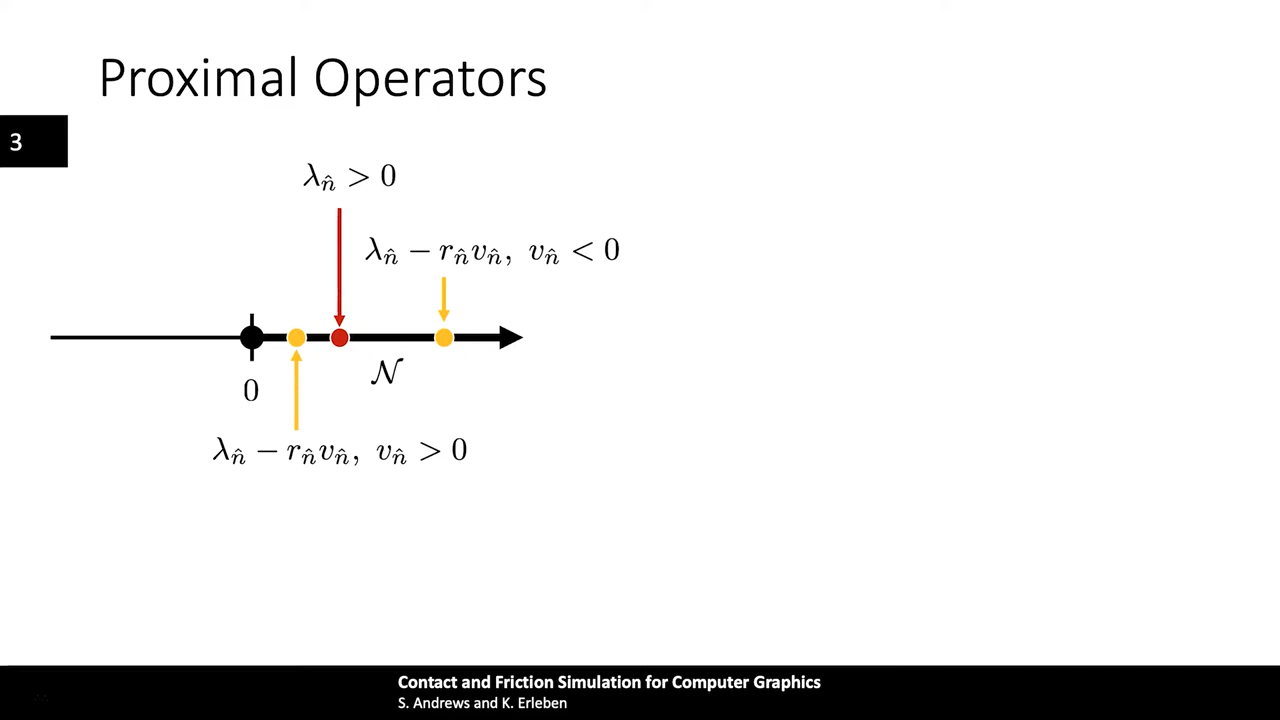 Proximal Operators
3
λ_n̂ > 0
λ_n̂ − r_n̂ v_n̂, v_n̂ < 0
𝒩
0
λ_n̂ − r_n̂ v_n̂, v_n̂ > 0
Contact and Friction Simulation for Computer Graphics
S. Andrews and K. Erleben